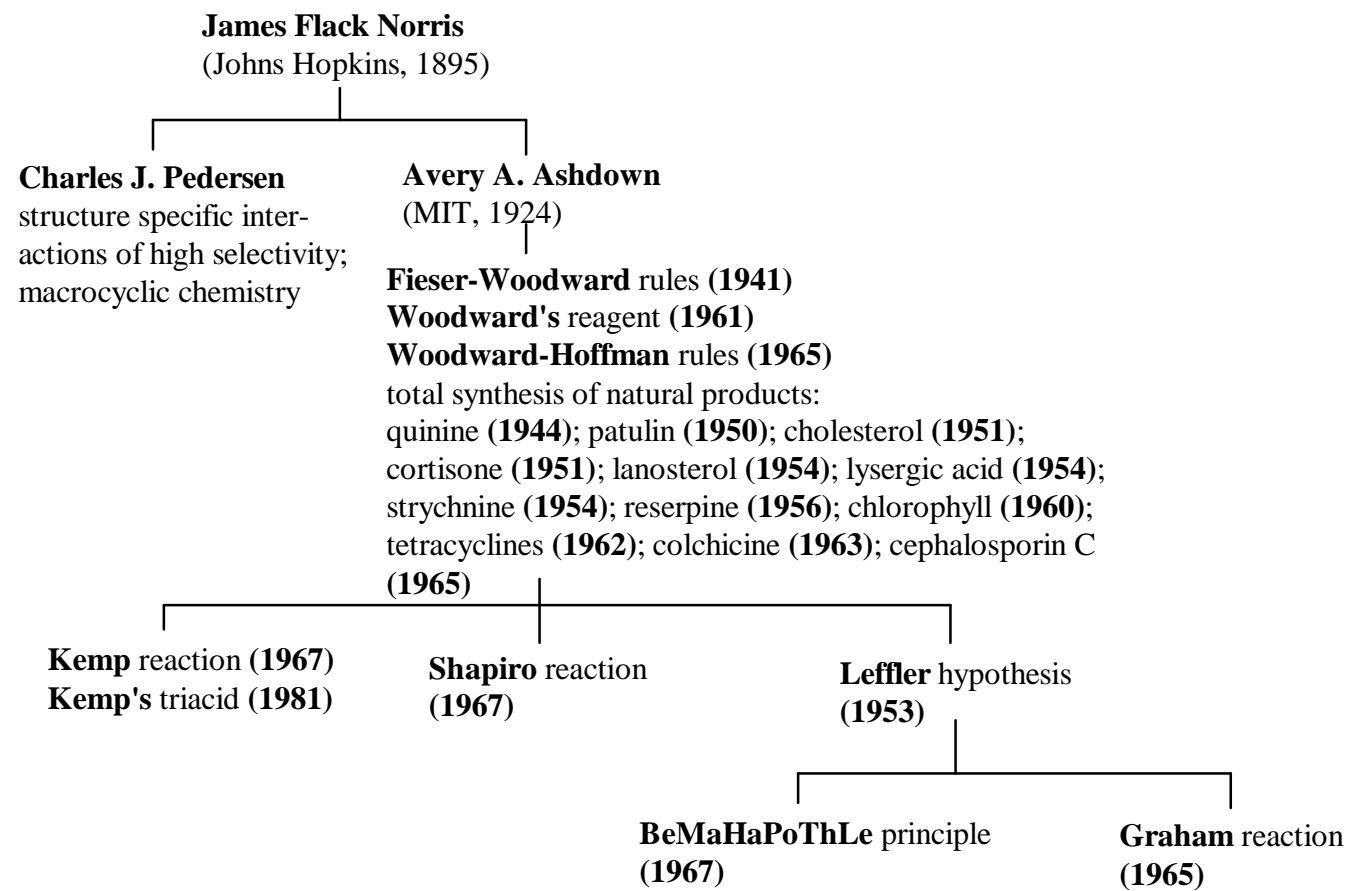 James Flack Norris
(Johns Hopkins, 1895)
Charles J. Pedersen
structure specific inter-
actions of high selectivity;
macrocyclic chemistry
Avery A. Ashdown
(MIT, 1924)
Fieser-Woodward rules (1941)
Woodward's reagent (1961)
Woodward-Hoffman rules (1965)
total synthesis of natural products:
quinine (1944); patulin (1950); cholesterol (1951);
cortisone (1951); lanosterol (1954); lysergic acid (1954);
strychnine (1954); reserpine (1956); chlorophyll (1960);
tetracyclines (1962); colchicine (1963); cephalosporin C
(1965)
Kemp reaction (1967)
Kemp's triacid (1981)
Shapiro reaction
(1967)
Leffler hypothesis
(1953)
BeMaHaPoThLe principle
(1967)
Graham reaction
(1965)